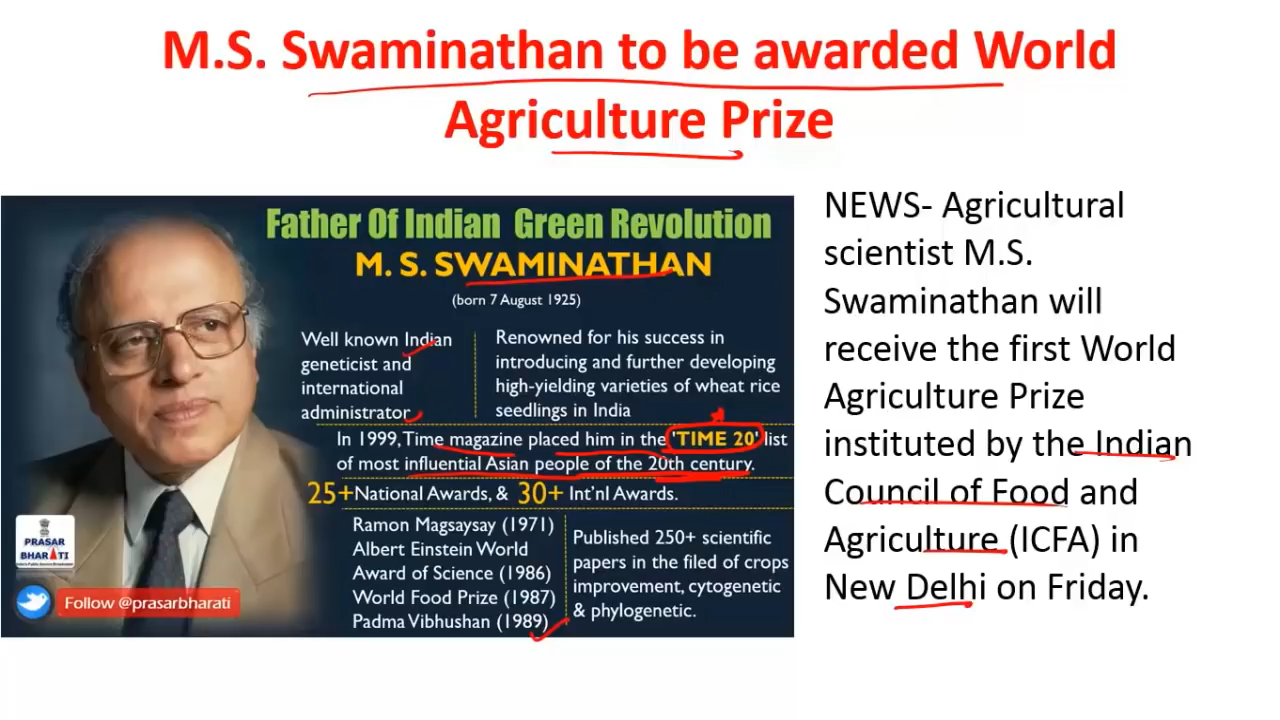 M.S. Swaminathan to be awarded World
Agriculture Prize
Father Of Indian Green Revolution
M. S. SWAMINATHAN
(born 7 August 1925)
Well known Indian
geneticist and
international
administrator
Renowned for his success in
introducing and further developing
high-yielding varieties of wheat rice
seedlings in India
In 1999, Time magazine placed him in the 'TIME 20' list
of most influential Asian people of the 20th century.
25+ National Awards, & 30+ Int'nl Awards.
Ramon Magsaysay (1971)
Albert Einstein World
Award of Science (1986)
World Food Prize (1987)
Padma Vibhushan (1989)
Published 250+ scientific
papers in the filed of crops
improvement, cytogenetic
& phylogenetic.
PRASAR
BHARATI
Follow @prasarbharati
NEWS- Agricultural
scientist M.S.
Swaminathan will
receive the first World
Agriculture Prize
instituted by the Indian
Council of Food and
Agriculture (ICFA) in
New Delhi on Friday.